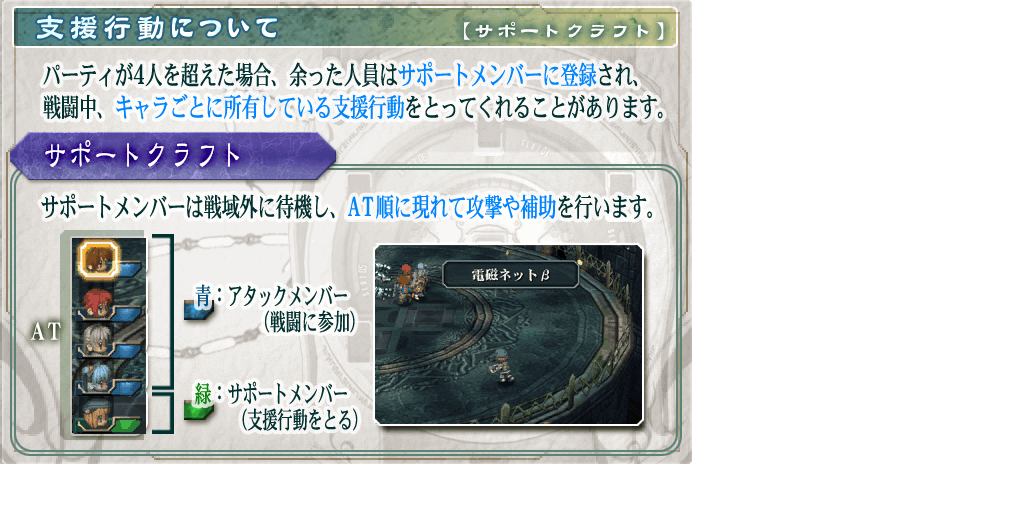 支援行動について
【サポートクラフト】
パーティが4人を超えた場合、余った人員はサポートメンバーに登録され、
戦闘中、キャラごとに所有している支援行動をとってくれることがあります。
サポートクラフト
サポートメンバーは戦域外に待機し、AT順に現れて攻撃や補助を行います。
電磁ネットβ
青：アタックメンバー
（戦闘に参加）
AT
緑：サポートメンバー
（支援行動をとる）